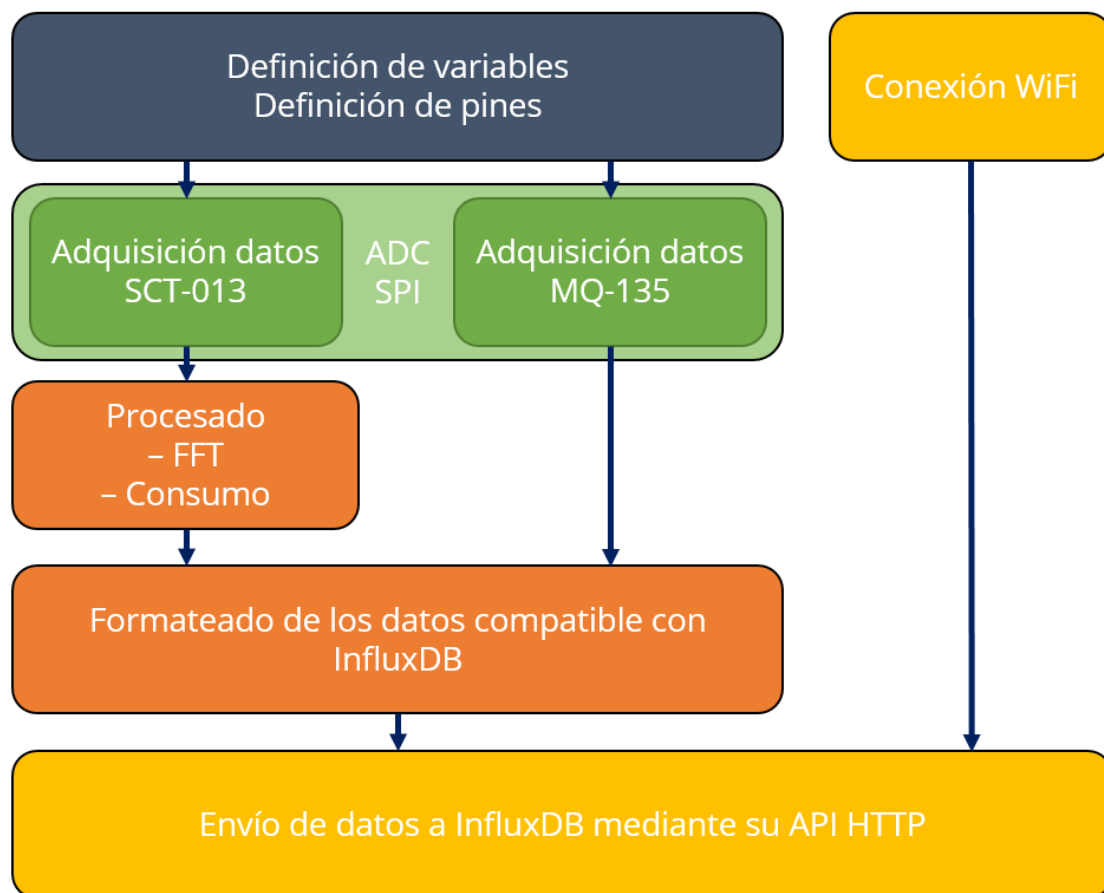 Definición de variables
Definición de pines
Conexión WiFi
Adquisición datos
SCT-013
ADC
SPI
Adquisición datos
MQ-135
Procesado
– FFT
– Consumo
Formateado de los datos compatible con
InfluxDB
Envío de datos a InfluxDB mediante su API HTTP